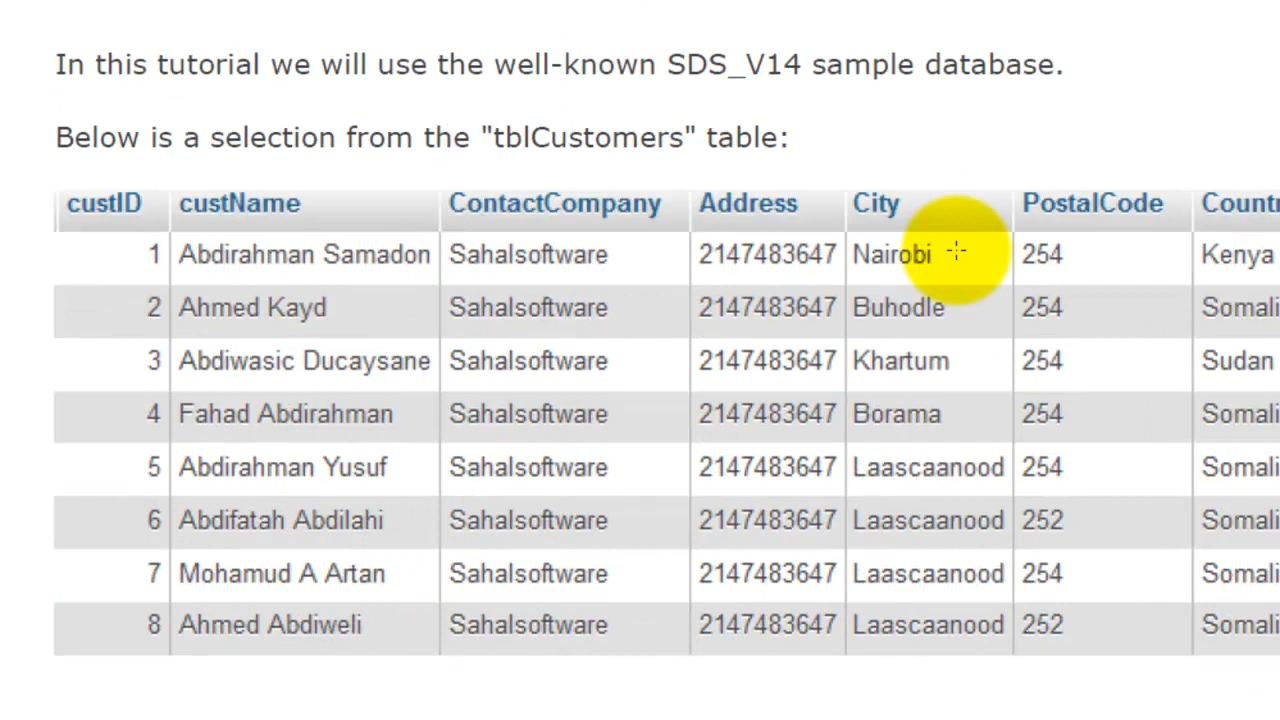 In this tutorial we will use the well-known SDS_V14 sample database.
Below is a selection from the "tblCustomers" table:
custID custName ContactCompany Address City PostalCode
1 Abdirahman Samadon Sahalsoftware 2147483647 Nairobi 254 Kenya
2 Ahmed Kayd Sahalsoftware 2147483647 Buhodle 254
3 Abdiwasic Ducaysane Sahalsoftware 2147483647 Khartum 254 Sudan
4 Fahad Abdirahman Sahalsoftware 2147483647 Borama 254
5 Abdirahman Yusuf Sahalsoftware 2147483647 Laascaanood 254
6 Abdifatah Abdilahi Sahalsoftware 2147483647 Laascaanood 252
7 Mohamud A Artan Sahalsoftware 2147483647 Laascaanood 254
8 Ahmed Abdiweli Sahalsoftware 2147483647 Laascaanood 252